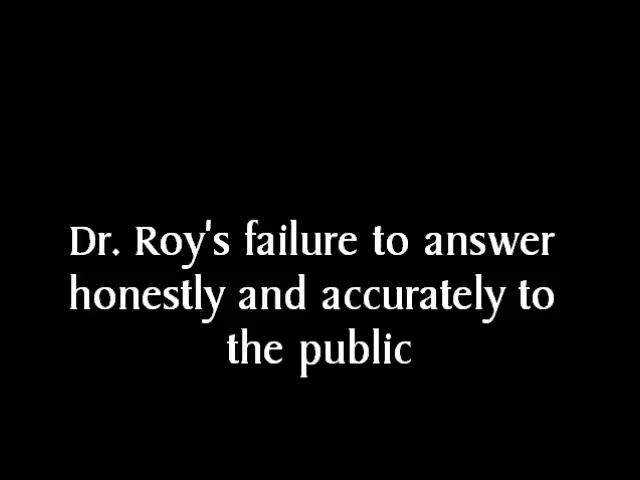 Dr. Roy's failure to answer
honestly and accurately to
the public